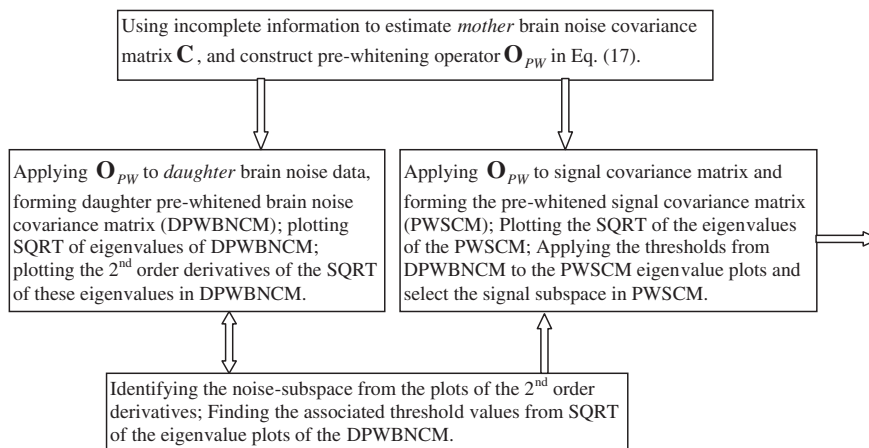 Using incomplete information to estimate mother brain noise covariance
matrix C , and construct pre-whitening operator O_PW in Eq. (17).
Applying O_PW to daughter brain noise data,
forming daughter pre-whitened brain noise
covariance matrix (DPWBNCM); plotting
SQRT of eigenvalues of DPWBNCM;
plotting the 2nd order derivatives of the SQRT
of these eigenvalues in DPWBNCM.
Applying O_PW to signal covariance matrix and
forming the pre-whitened signal covariance matrix
(PWSCM); Plotting the SQRT of the eigenvalues
of the PWSCM; Applying the thresholds from
DPWBNCM to the PWSCM eigenvalue plots and
select the signal subspace in PWSCM.
Identifying the noise-subspace from the plots of the 2nd order
derivatives; Finding the associated threshold values from SQRT
of the eigenvalue plots of the DPWBNCM.